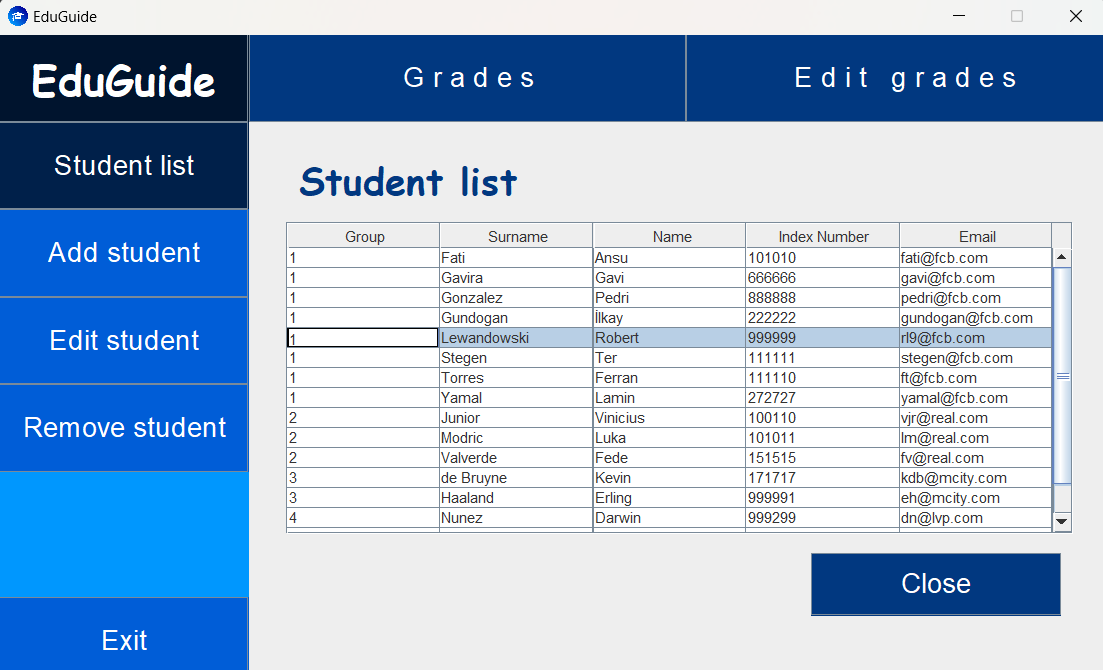 EduGuide
EduGuide
Grades
Edit grades
Student list
Add student
Edit student
Remove student
Exit
Student list
Group Surname Name Index Number Email
1 Fati Ansu 101010 fati@fcb.com
1 Gavira Gavi 666666 gavi@fcb.com
1 Gonzalez Pedri 888888 pedri@fcb.com
1 Gundogan İlkay 222222 gundogan@fcb.com
1 Lewandowski Robert 999999 rl9@fcb.com
1 Stegen Ter 111111 stegen@fcb.com
1 Torres Ferran 111110 ft@fcb.com
1 Yamal Lamin 272727 yamal@fcb.com
2 Junior Vinicius 100110 vjr@real.com
2 Modric Luka 101011 lm@real.com
2 Valverde Fede 151515 fv@real.com
3 de Bruyne Kevin 171717 kdb@mcity.com
3 Haaland Erling 999991 eh@mcity.com
4 Nunez Darwin 999299 dn@lvp.com
Close